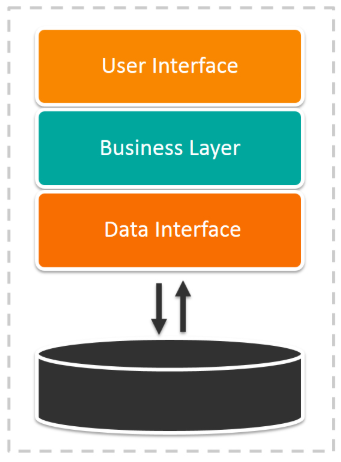 User Interface
Business Layer
Data Interface